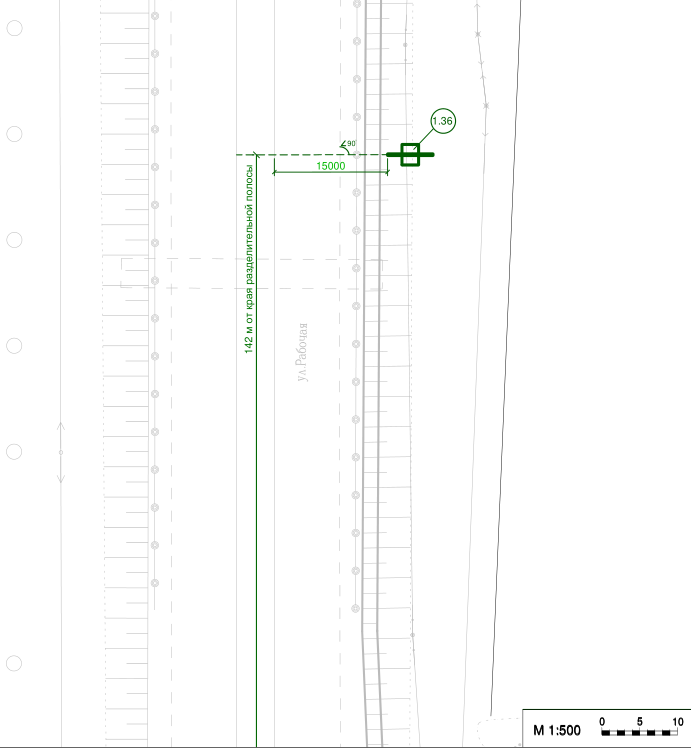 1.36
∠90°
15000
142 м от края разделительной полосы
ул.Рабочая
М 1:500
0 5 10